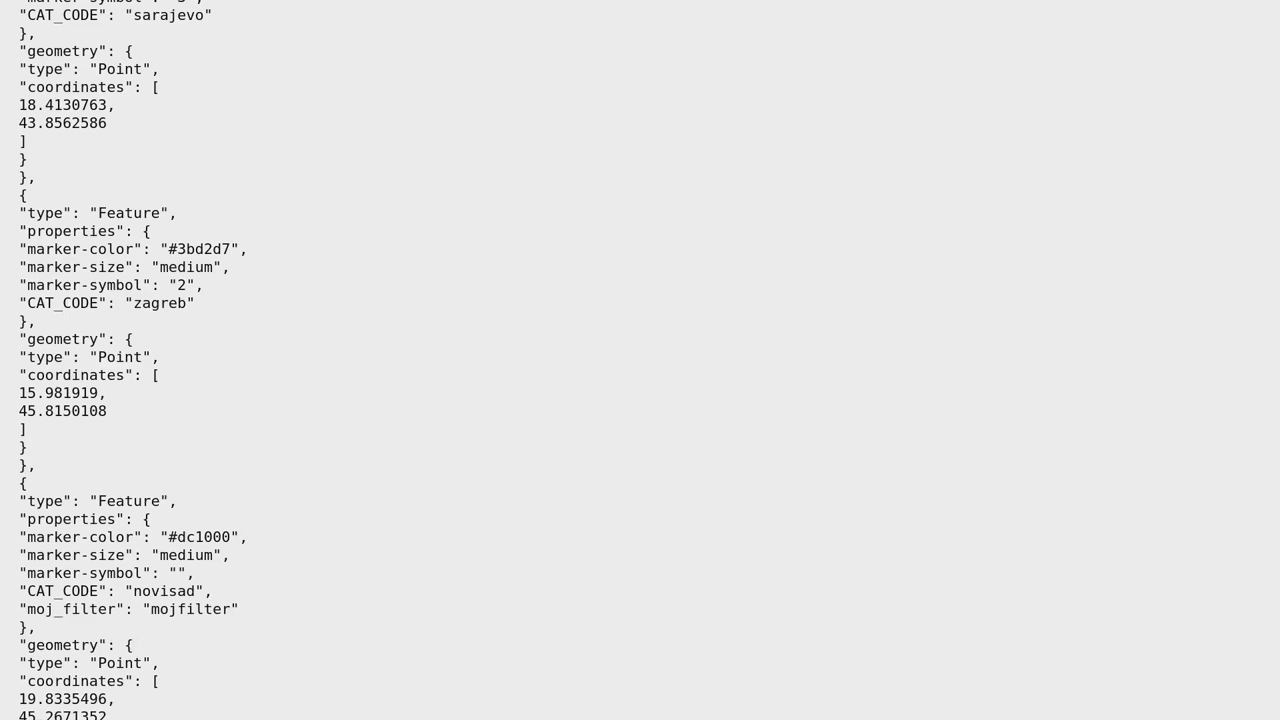 "CAT_CODE": "sarajevo"
},
"geometry": {
"type": "Point",
"coordinates": [
18.4130763,
43.8562586
]
}
},
{
"type": "Feature",
"properties": {
"marker-color": "#3bd2d7",
"marker-size": "medium",
"marker-symbol": "2",
"CAT_CODE": "zagreb"
},
"geometry": {
"type": "Point",
"coordinates": [
15.981919,
45.8150108
]
}
},
{
"type": "Feature",
"properties": {
"marker-color": "#dc1000",
"marker-size": "medium",
"marker-symbol": "",
"CAT_CODE": "novisad",
"moj_filter": "mojfilter"
},
"geometry": {
"type": "Point",
"coordinates": [
19.8335496,
45.2671352